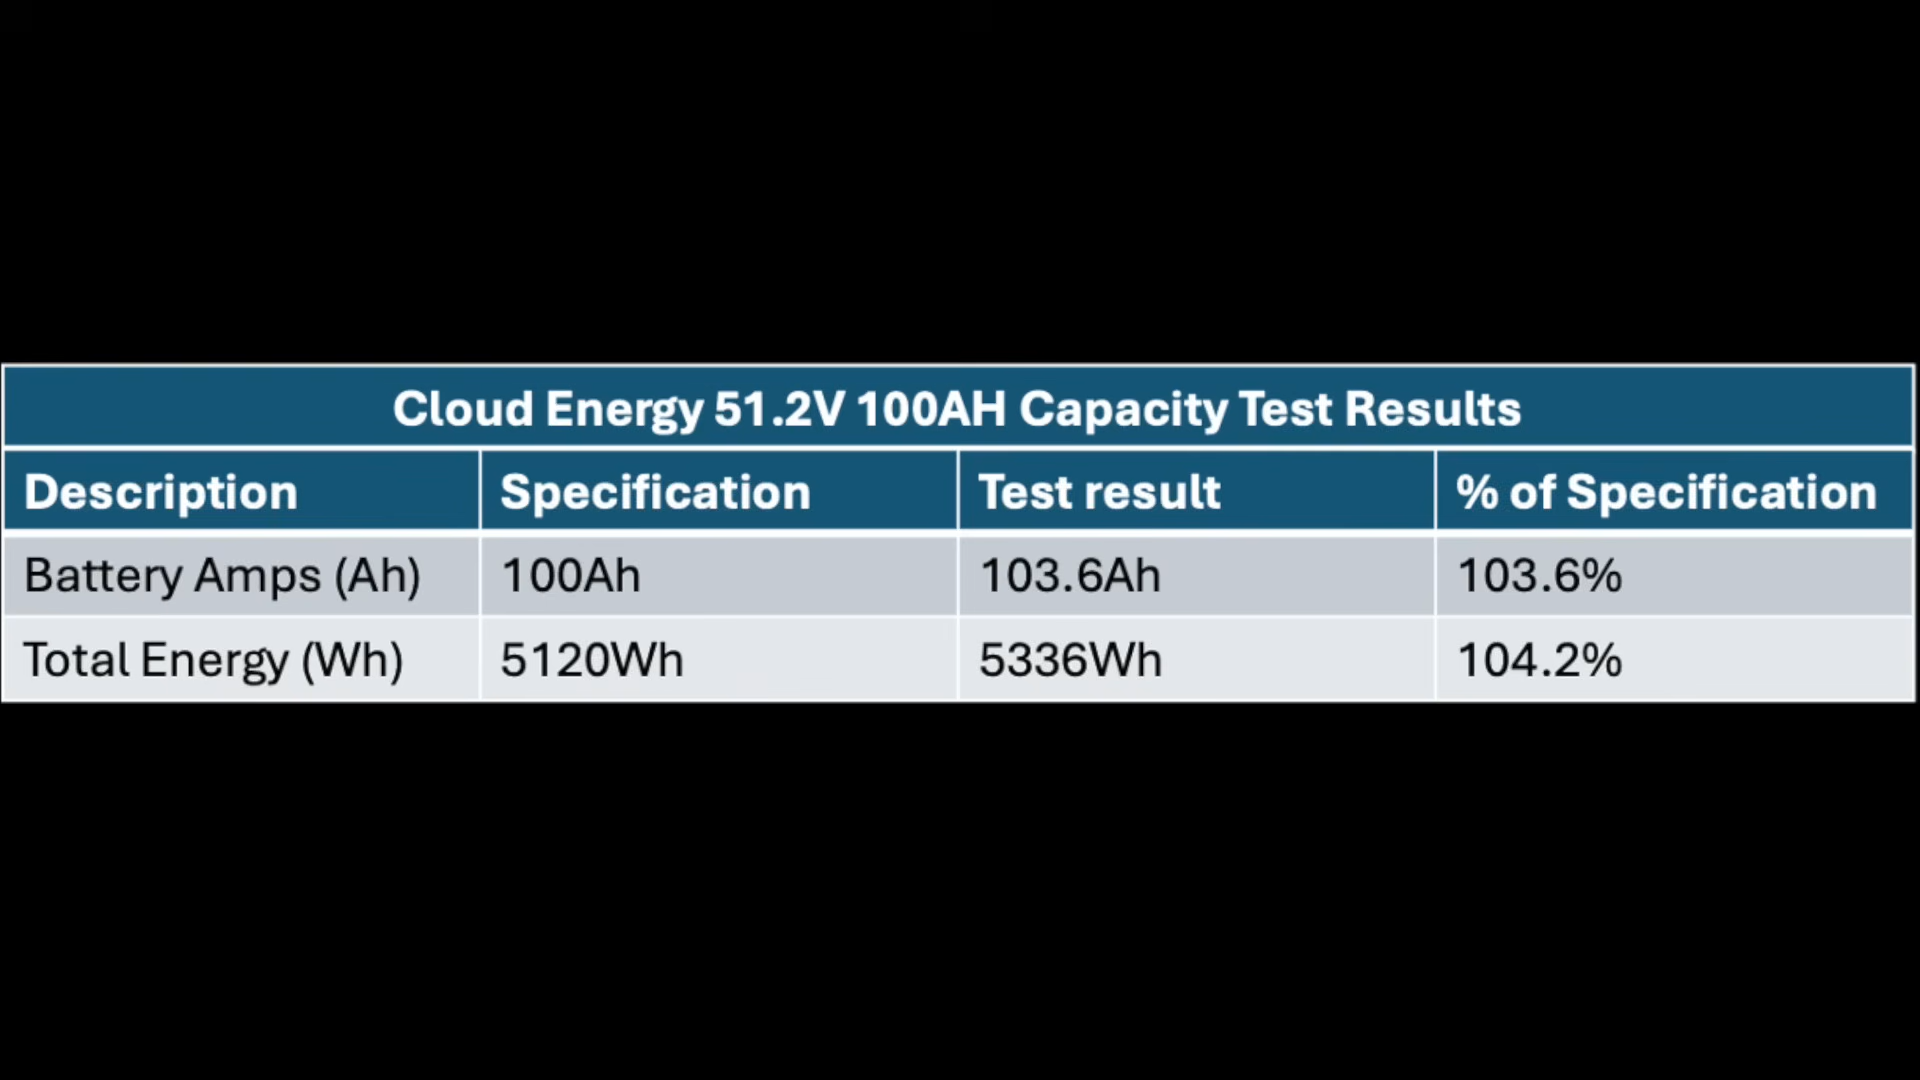 Cloud Energy 51.2V 100AH Capacity Test Results
Description Specification Test result % of Specification
Battery Amps (Ah) 100Ah 103.6Ah 103.6%
Total Energy (Wh) 5120Wh 5336Wh 104.2%